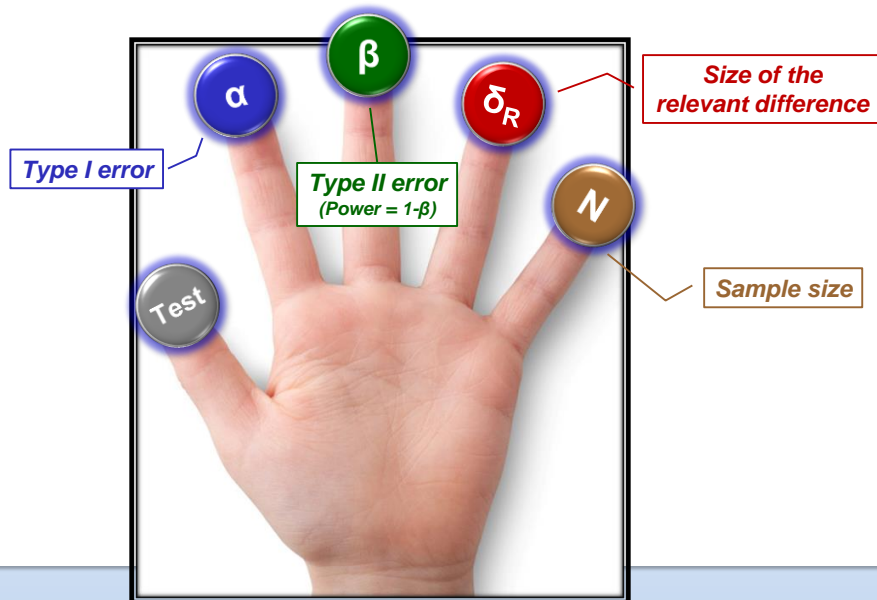 β
α
δR
Size of the
relevant difference
Type I error
Type II error
(Power = 1-β)
N
Test
Sample size